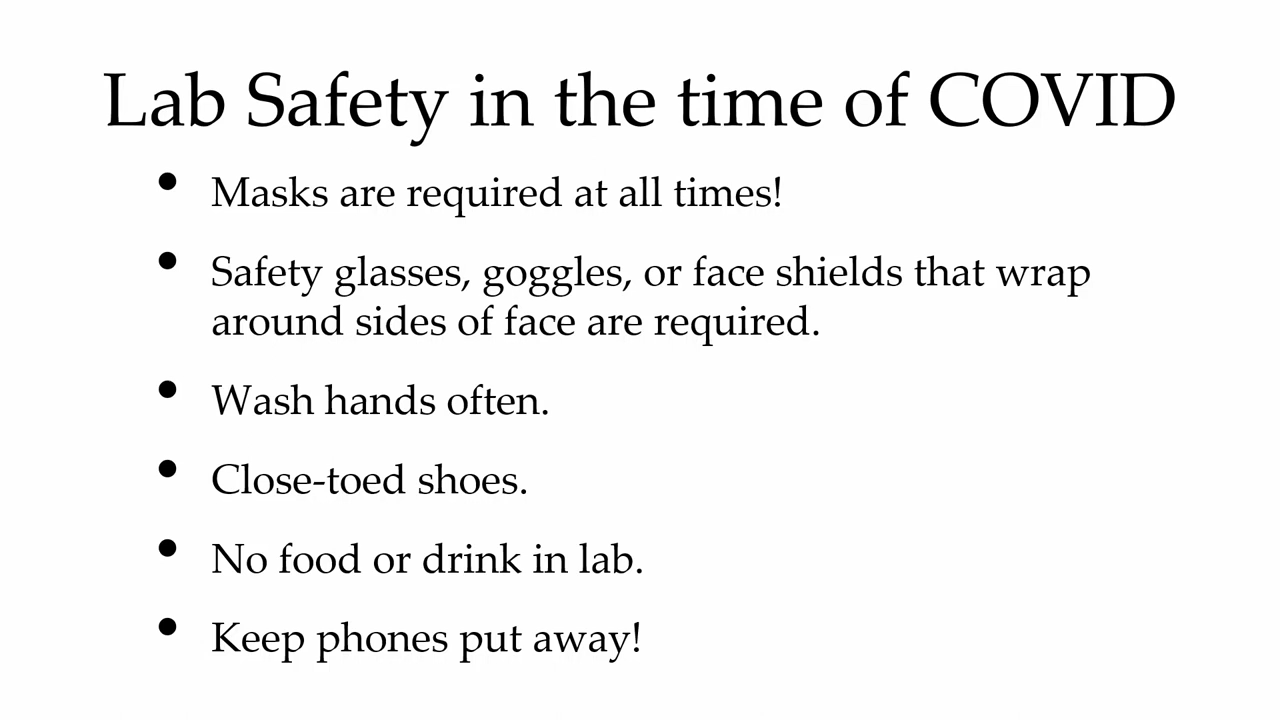 Lab Safety in the time of COVID
• Masks are required at all times!
• Safety glasses, goggles, or face shields that wrap
around sides of face are required.
• Wash hands often.
• Close-toed shoes.
• No food or drink in lab.
• Keep phones put away!